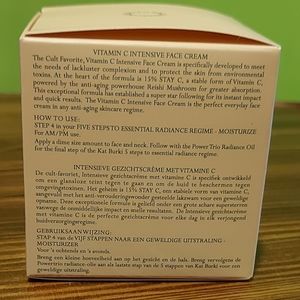 VITAMIN C INTENSIVE FACE CREAM
The Cult Favorite, Vitamin C Intensive Face Cream is specifically developed to meet
the needs of lackluster complexion and to protect the skin from environmental
toxins. At the heart of the formula is 15% STAY C, a stable form of Vitamin C,
powered by the anti-aging powerhouse Reishi Mushroom for greater absorption.
This exceptional formula has established a super star following for its instant impact
and quick results. The Vitamin C Intensive Face Cream is the perfect everyday face
cream in any anti-aging skincare regime.
HOW TO USE:
STEP 4 in your FIVE STEPS TO ESSENTIAL RADIANCE REGIME - MOISTURIZE
For AM/PM use.
Apply a dime size amount to face and neck. Follow with the Power Trio Radiance Oil
for the final step of the Kat Burki 5 steps to essential radiance regime.
INTENSIEVE GEZICHTSCRÈME MET VITAMINE C
De cult-favoriet, Intensieve gezichtscrème met vitamine C is specifiek ontwikkeld
om een glansloze teint tegen te gaan en om de huid te beschermen tegen
omgevingstoxinen. Het geheim is 15% STAY C, een stabiele vorm van vitamine C,
aangevuld met het anti-verouderingswonder
Deze exceptionele formule is geliefd onder een grote schare supersterren
vanwege de onmiddellijke impact en snelle resultaten. De Intensieve gezichtscrème
met vitamine C is de perfecte gezichtscrème voor elke dag in elk
huidverzorgingsregime.
GEBRUIKSAANWIJZING:
STAP 4 van de VIJF STAPPEN NAAR EEN GEWELDIGE UITSTRALING -
MOISTURIZER
Voor 's ochtends en 's avonds.
Breng een kleine hoeveelheid aan op het gezicht en de hals. Breng vervolgens de
Powertrio radiance-olie aan als laatste stap van de 5 stappen van Kat Burki voor een
geweldige uitstraling.